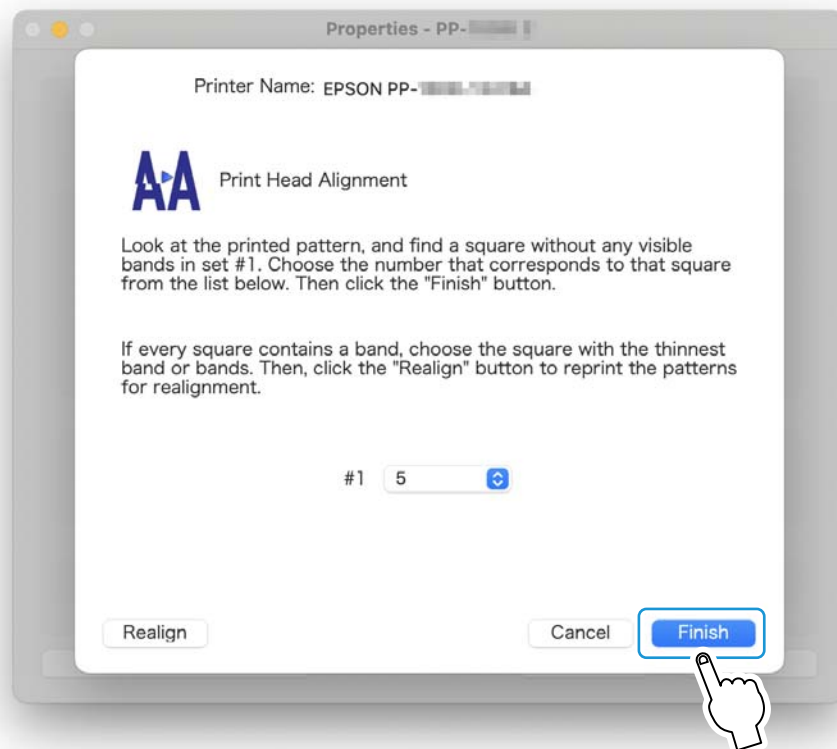 Properties - PP-
Printer Name: EPSON PP-
Print Head Alignment
Look at the printed pattern, and find a square without any visible
bands in set #1. Choose the number that corresponds to that square
from the list below. Then click the "Finish" button.
If every square contains a band, choose the square with the thinnest
band or bands. Then, click the "Realign" button to reprint the patterns
for realignment.
#1 5
Realign Cancel Finish